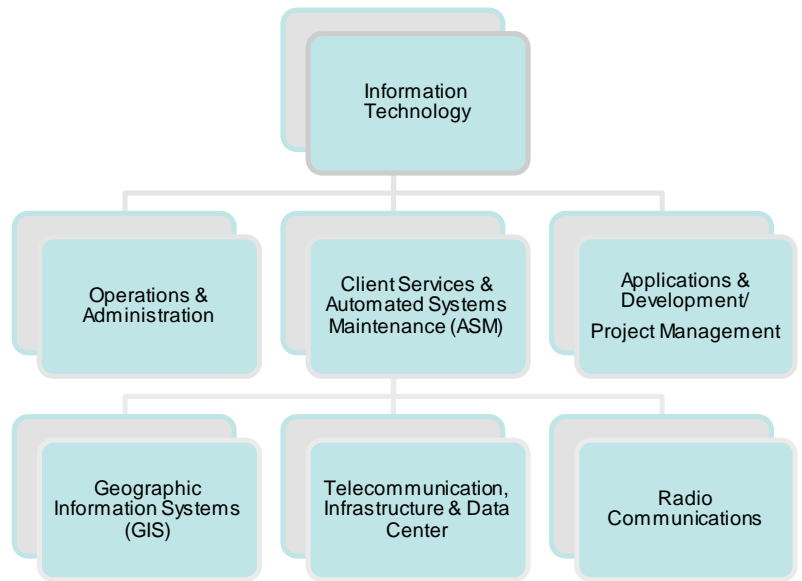 Information
Technology
Operations &
Administration
Client Services &
Automated Systems
Maintenance (ASM)
Applications &
Development/
Project Management
Geographic
Information Systems
(GIS)
Telecommunication,
Infrastructure & Data
Center
Radio
Communications